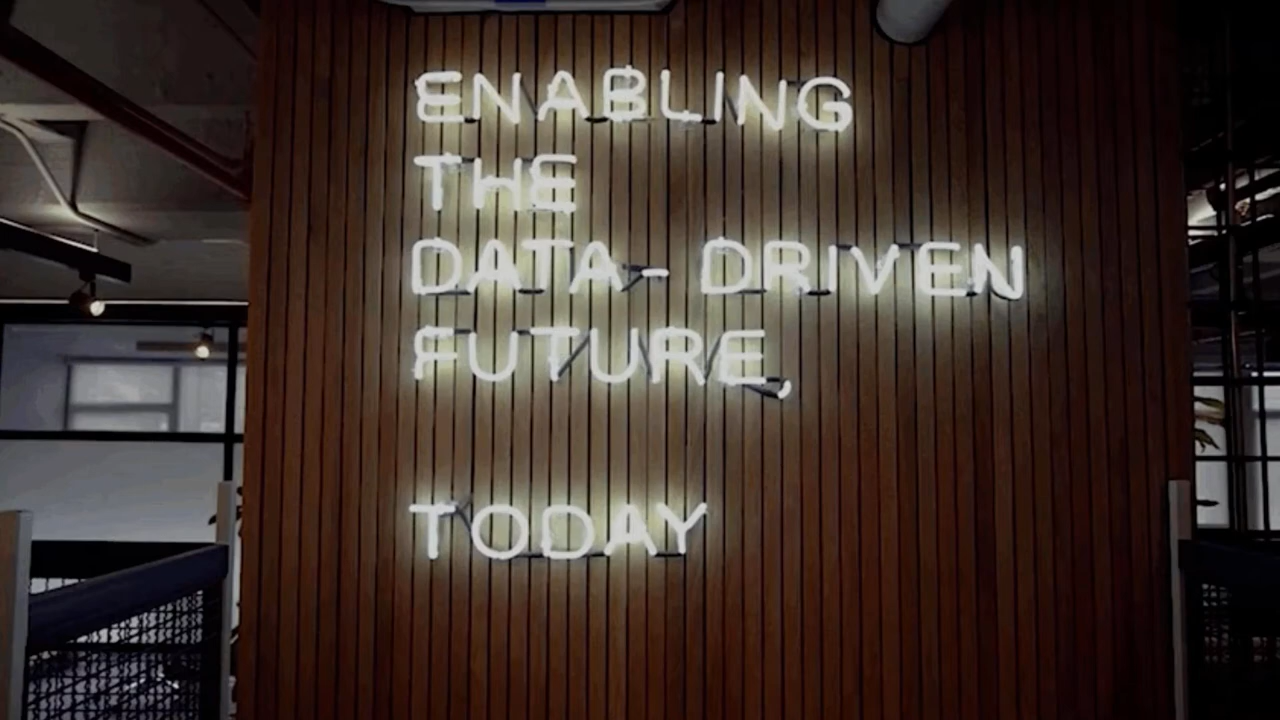 ENABLING
THE
DATA- DRIVEN
FUTURE,
TODAY